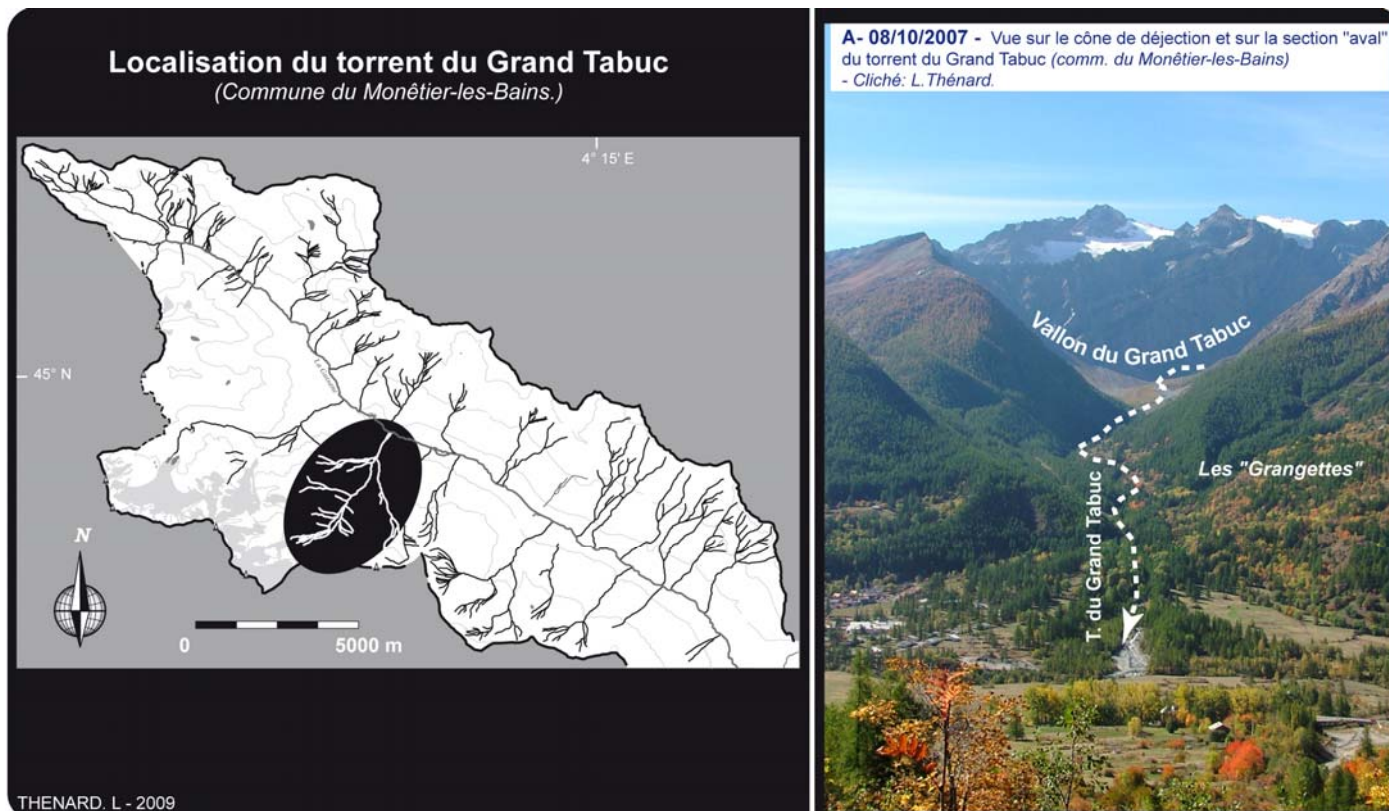 Localisation du torrent du Grand Tabuc
(Commune du Monêtier-les-Bains.)
4° 15' E
45° N
N
0
5000 m
THENARD. L - 2009
A- 08/10/2007 - Vue sur le cône de déjection et sur la section "aval"
du torrent du Grand Tabuc (comm. du Monêtier-les-Bains)
- Cliché: L.Thénard.
Vallon du Grand Tabuc
Les "Grangettes"
T. du Grand Tabuc